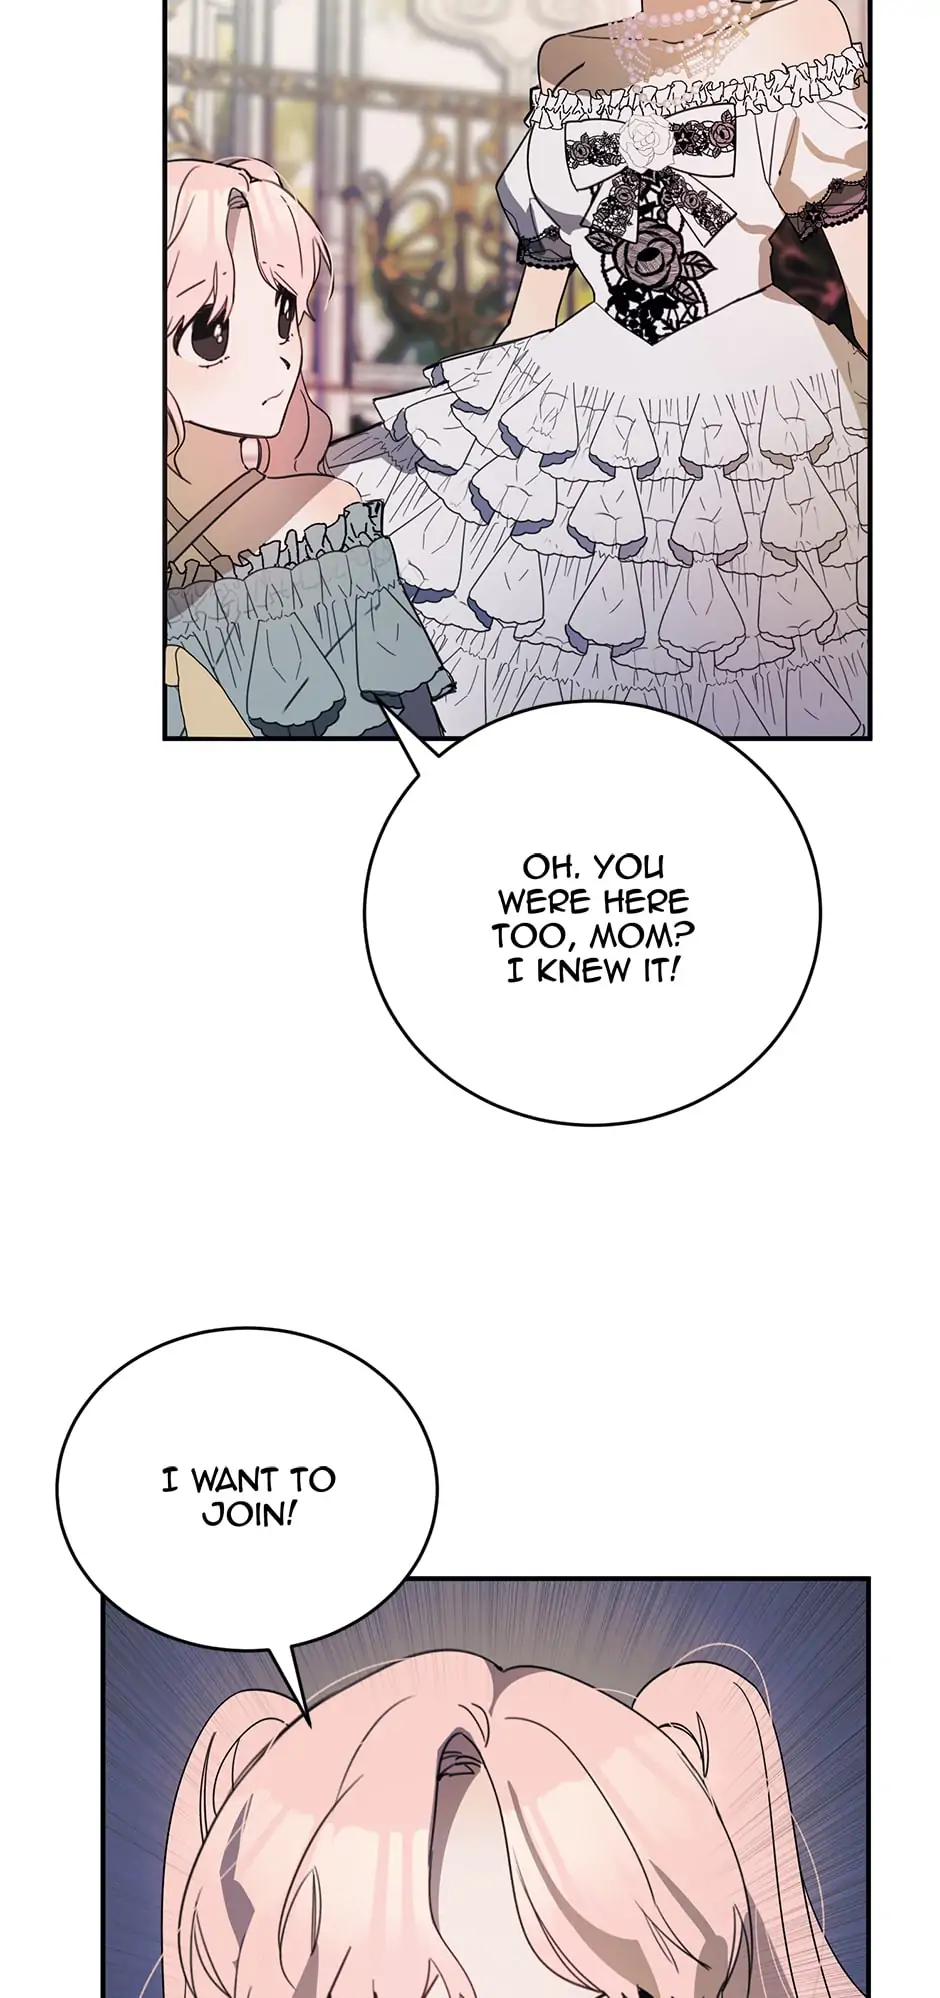 OH. YOU
WERE HERE
TOO, MOM?
I KNEW IT!
I WANT TO
JOIN!